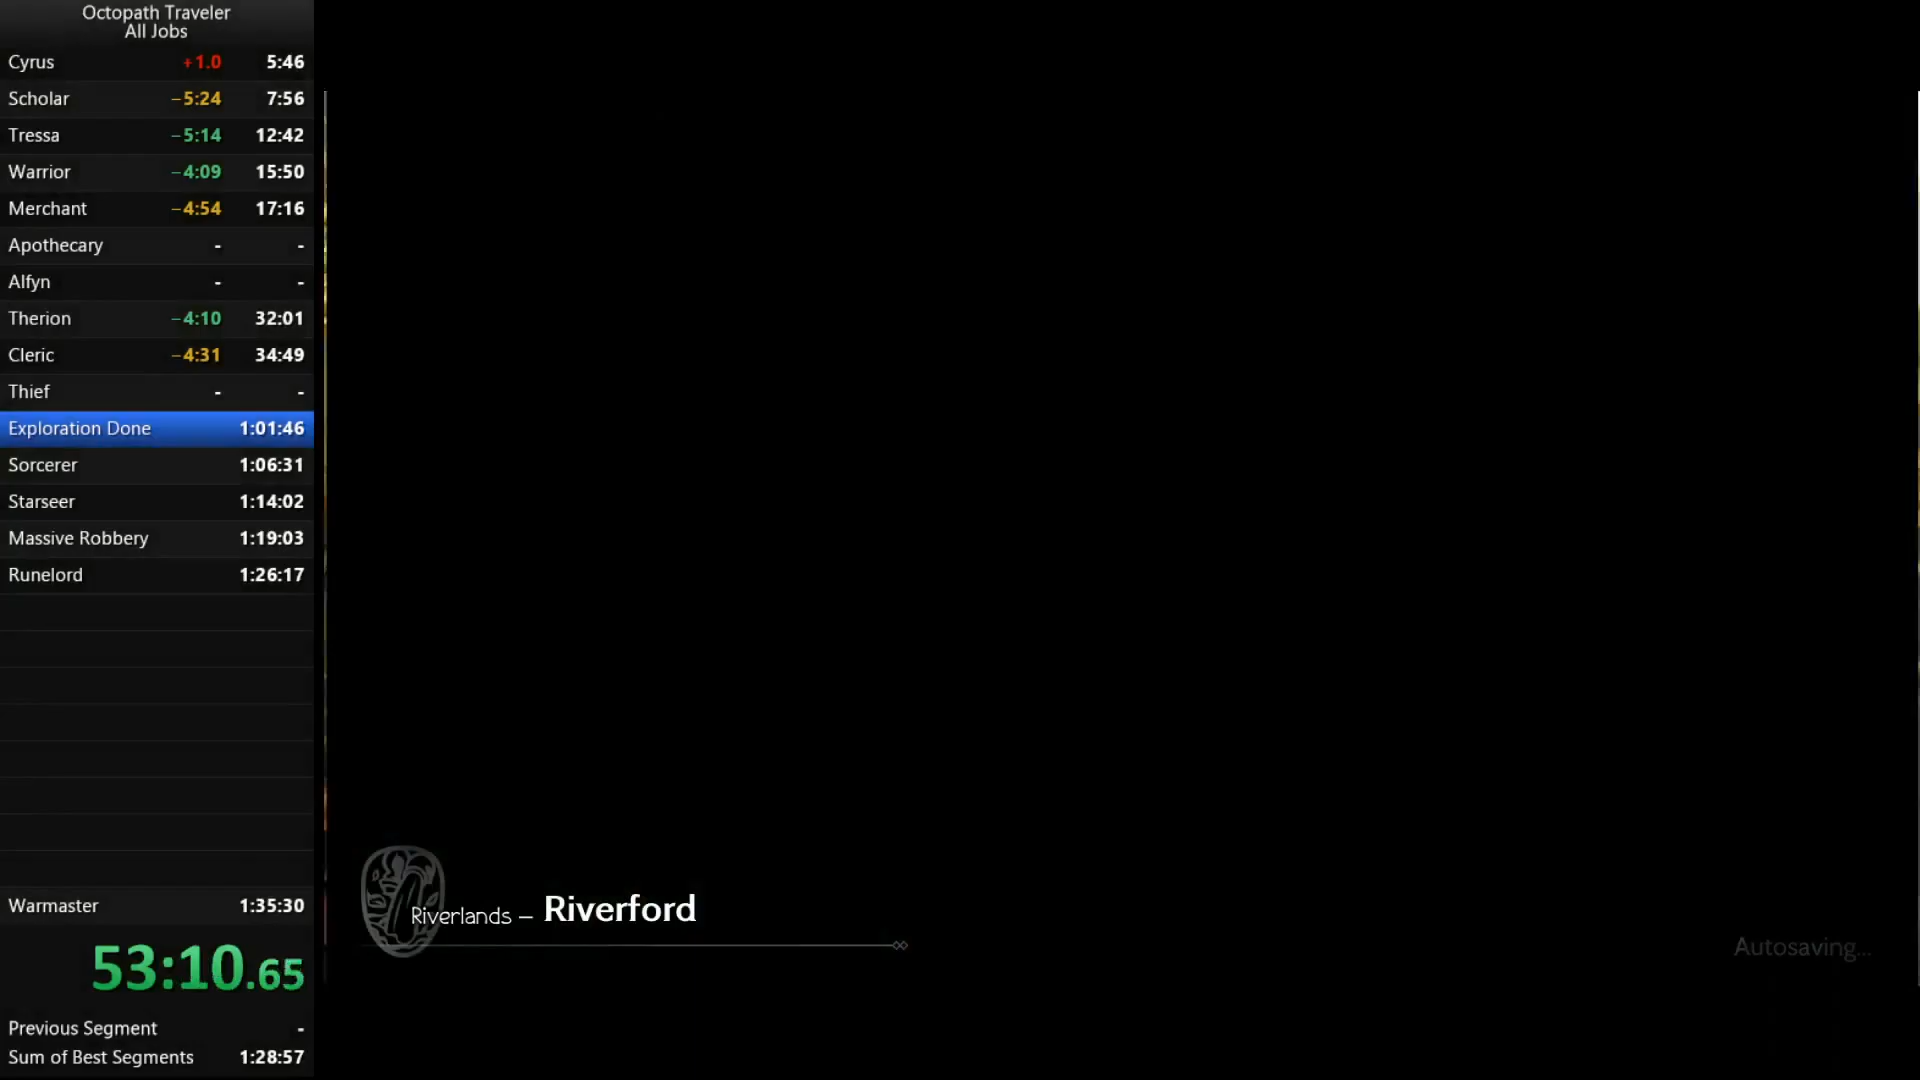 Octopath Traveler
All Jobs
Cyrus +1.0 5:46
Scholar −5:24 7:56
Tressa −5:14 12:42
Warrior −4:09 15:50
Merchant −4:54 17:16
Apothecary - -
Alfyn - -
Therion −4:10 32:01
Cleric −4:31 34:49
Thief - -
Exploration Done 1:01:46
Sorcerer 1:06:31
Starseer 1:14:02
Massive Robbery 1:19:03
Runelord 1:26:17
Warmaster 1:35:30
53:10.65
Previous Segment -
Sum of Best Segments 1:28:57
Riverlands – Riverford
Autosaving...